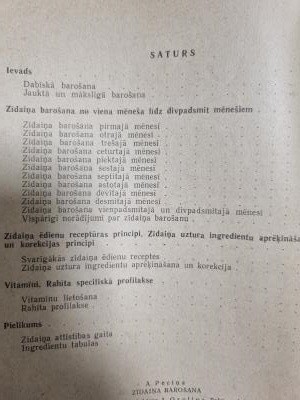 SATURS
Ievads
Dabiskā barošana
Jauktā un mākslīgā barošana
Zīdaiņa barošana no viena mēneša līdz divpadsmit mēnešiem
Zīdaiņa barošana pirmajā mēnesī
Zīdaiņa barošana otrajā mēnesī
Zīdaiņa barošana trešajā mēnesī
Zīdaiņa barošana ceturtajā mēnesī
Zīdaiņa barošana piektajā mēnesī
Zīdaiņa barošana sestajā mēnesī
Zīdaiņa barošana septītajā mēnesī
Zīdaiņa barošana astotajā mēnesī
Zīdaiņa barošana devītajā mēnesī
Zīdaiņa barošana desmitajā mēnesī
Zīdaiņa barošana vienpadsmitajā un divpadsmitajā mēnesī
Vispārīgi norādījumi par zīdaiņa barošanu
Zīdaiņa ēdienu receptūras principi. Zīdaiņa uztura ingredientu aprēķināša
un korekcijas principi
Svarīgākās zīdaiņa ēdienu receptes
Zīdaiņa uztura ingredientu aprēķināšana un korekcija
Vitamīni. Rahīta specifiskā profilakse
Vitamīnu lietošana
Rahīta profilakse
Pielikums
Zīdaiņa attīstības gaita
Ingredientu tabulas
A Pēriņš
ZĪDAIŅA BAROŠANA